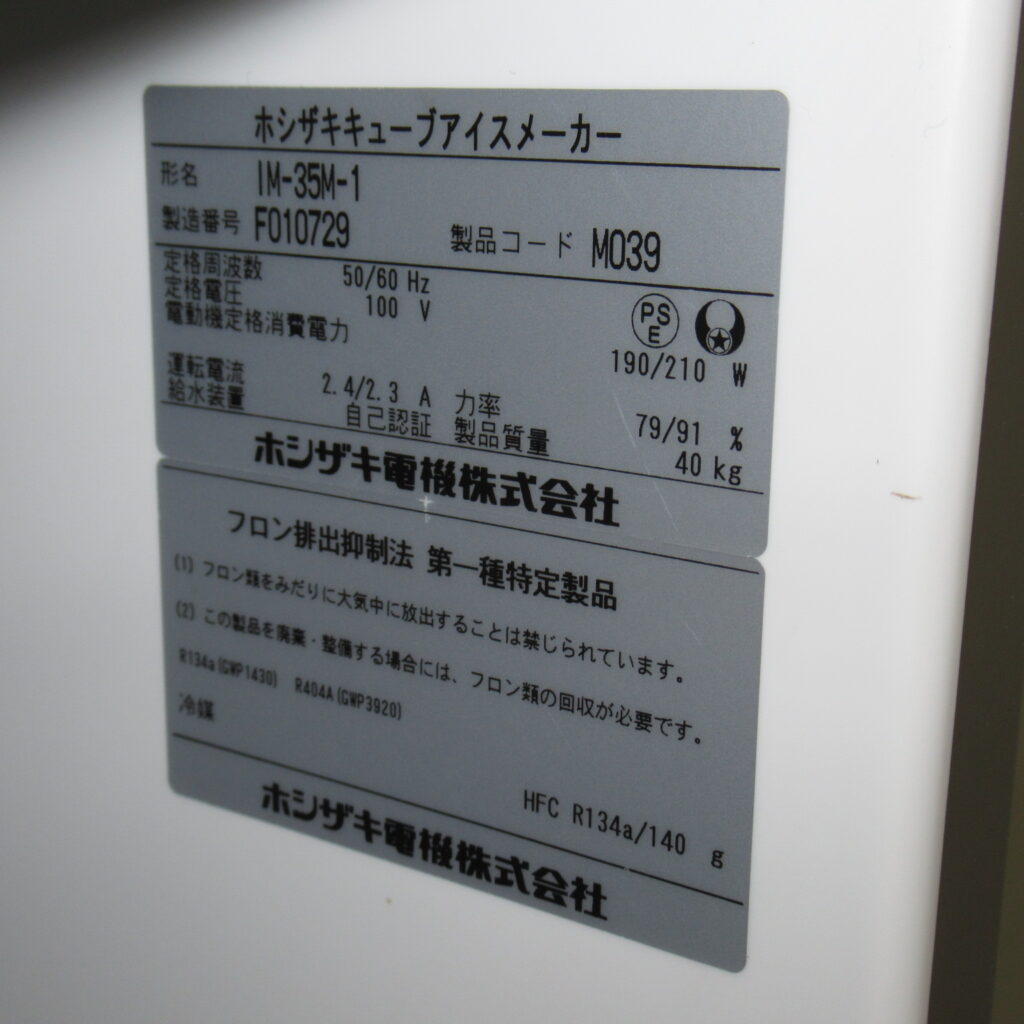 ホシザキキューブアイスメーカー
形名 IM-35M-1
製造番号 F010729 製品コード M039
定格周波数 50/60 Hz
定格電圧 100 V
PS E
電動機定格消費電力 190/210 W
運転電流 2.4/2.3 A 力率 79/91 %
給水装置 自己認証 製品質量 40 kg
ホシザキ電機株式会社
フロン排出抑制法 第一種特定製品
(1) フロン類をみだりに大気中に放出することは禁じられています。
(2) この製品を廃棄・整備する場合には、フロン類の回収が必要です。
R134a(GWP1430) R404A(GWP3920)
冷媒 HFC R134a/140 g
ホシザキ電機株式会社